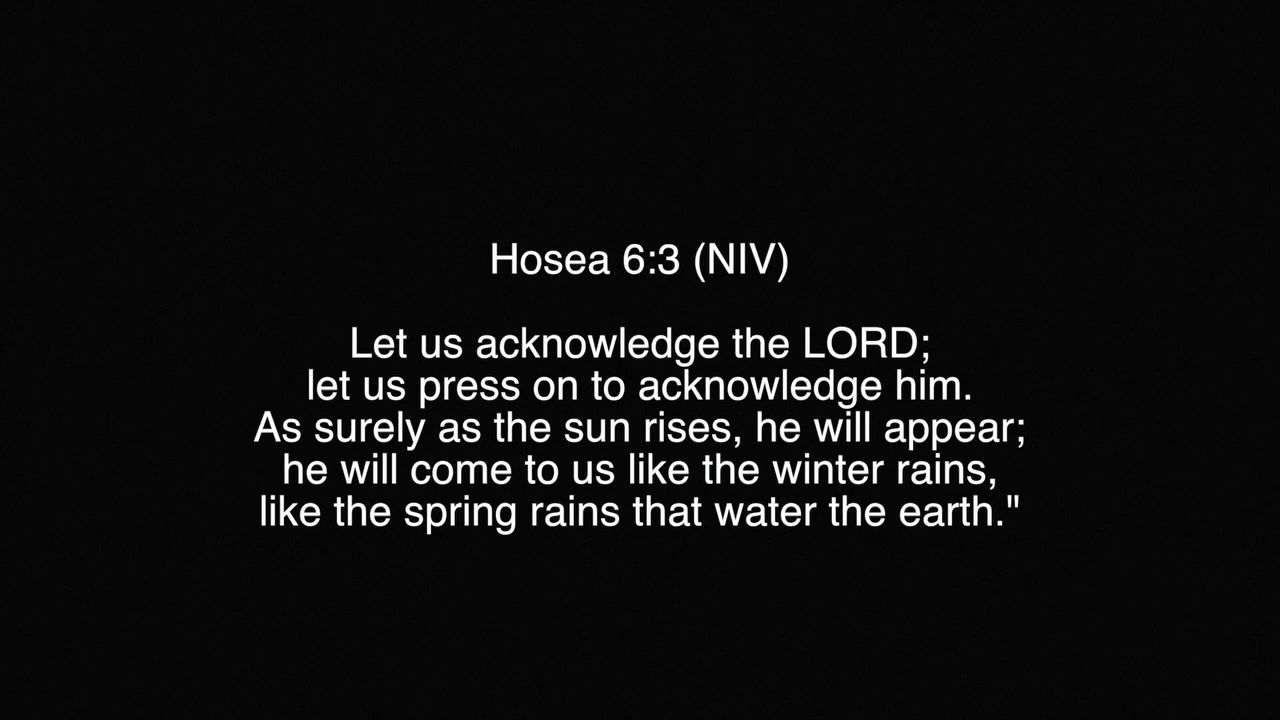 Hosea 6:3 (NIV)
Let us acknowledge the LORD;
let us press on to acknowledge him.
As surely as the sun rises, he will appear;
he will come to us like the winter rains,
like the spring rains that water the earth."